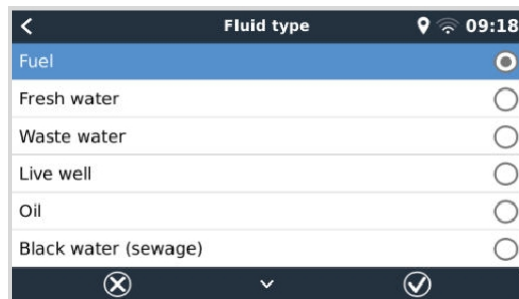 Fluid type 09:18
Fuel
Fresh water
Waste water
Live well
Oil
Black water (sewage)